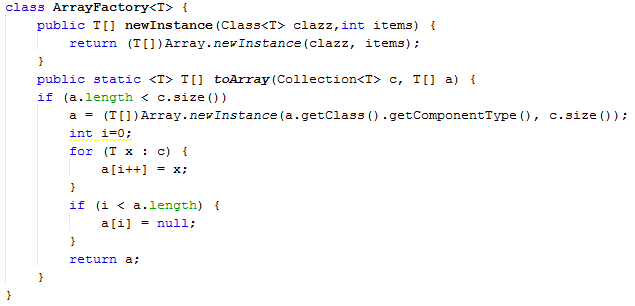 class ArrayFactory<T> {
    public T[] newInstance(Class<T> clazz,int items) {
        return (T[])Array.newInstance(clazz, items);
    }
    public static <T> T[] toArray(Collection<T> c, T[] a) {
    if (a.length < c.size())
        a = (T[])Array.newInstance(a.getClass().getComponentType(), c.size());
        int i=0;
        for (T x : c) {
            a[i++] = x;
        }
        if (i < a.length) {
            a[i] = null;
        }
        return a;
    }
}